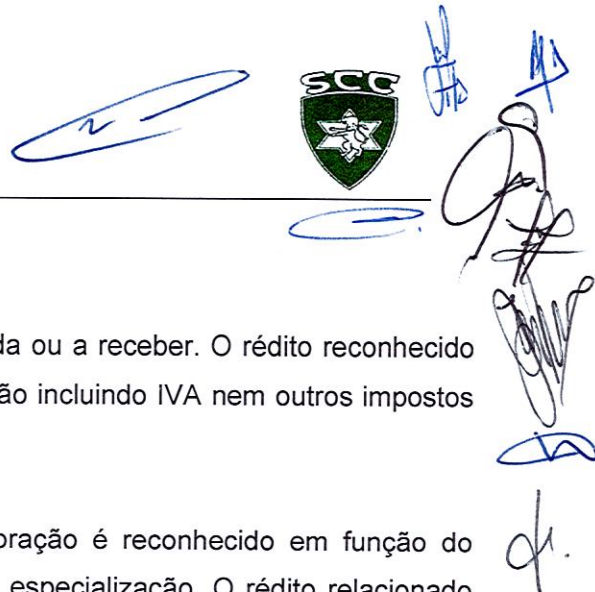 SCC
da ou a receber. O rédito reconhecido
ão incluindo IVA nem outros impostos
oração é reconhecido em função do
especialização. O rédito relacionado